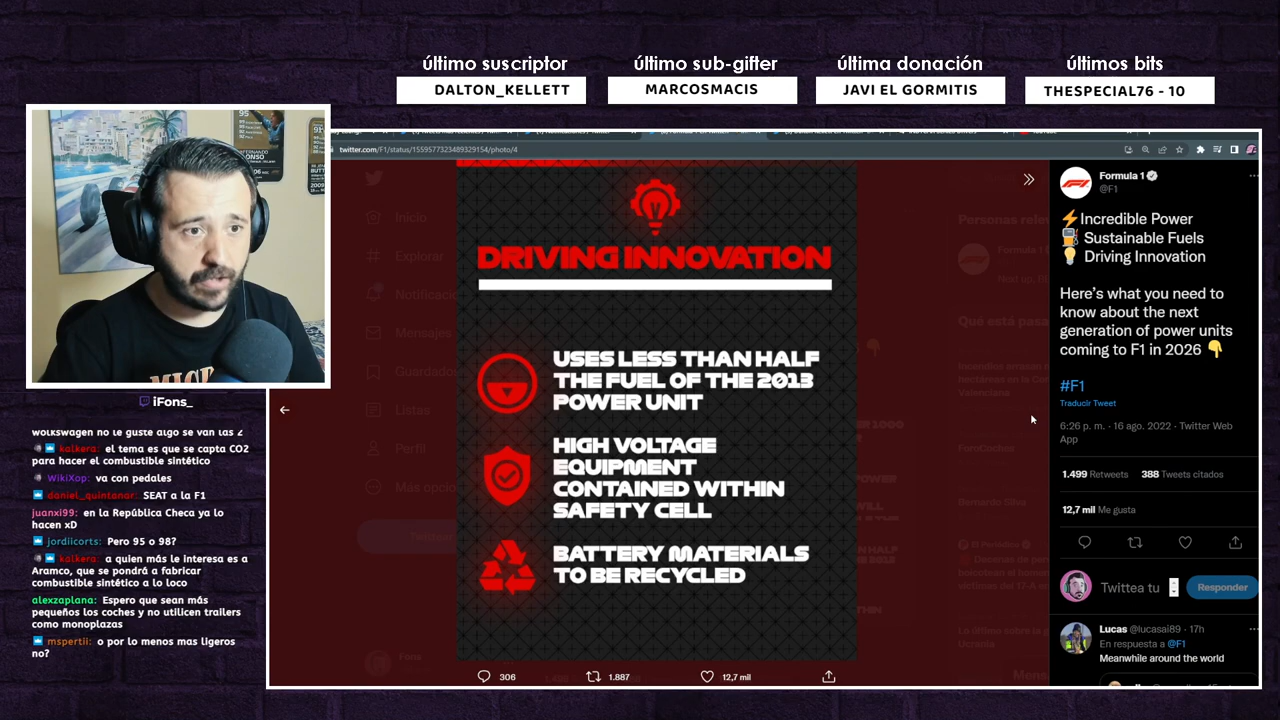 último suscriptor
DALTON_KELLETT
último sub-gifter
MARCOSMACIS
última donación
JAVI EL GORMITIS
últimos bits
THESPECIAL76 - 10
twitter.com/F1/status/1559577323489329154/photo/4
DRIVING INNOVATION
USES LESS THAN HALF
THE FUEL OF THE 2013
POWER UNIT
HIGH VOLTAGE
EQUIPMENT
CONTAINED WITHIN
SAFETY CELL
BATTERY MATERIALS
TO BE RECYCLED
306
1.887
12,7 mil
Inicio
Explorar
Mensajes
Listas
Perfil
Fons
Formula 1
@F1
⚡Incredible Power
⛽ Sustainable Fuels
💡 Driving Innovation
Here’s what you need to
know about the next
generation of power units
coming to F1 in 2026 👇
#F1
Traducir Tweet
6:26 p. m. · 16 ago. 2022 · Twitter Web
App
1.499 Retweets 388 Tweets citados
12,7 mil Me gusta
Twittea tu
Responder
Lucas @lucasai89 · 17h
En respuesta a @F1
Meanwhile around the world
iFons_
wolkswagen no le guste algo se van las 2
kalkera: el tema es que se capta CO2
para hacer el combustible sintético
WikiXop: va con pedales
daniel_quintanar: SEAT a la F1
juanxi99: en la República Checa ya lo
hacen xD
jordiicorts: Pero 95 o 98?
kalkera: a quien más le interesa es a
Aramco, que se pondrá a fabricar
combustible sintético a lo loco
alexzaplana: Espero que sean más
pequeños los coches y no utilicen trailers
como monoplazas
mspertii: o por lo menos mas ligeros
no?